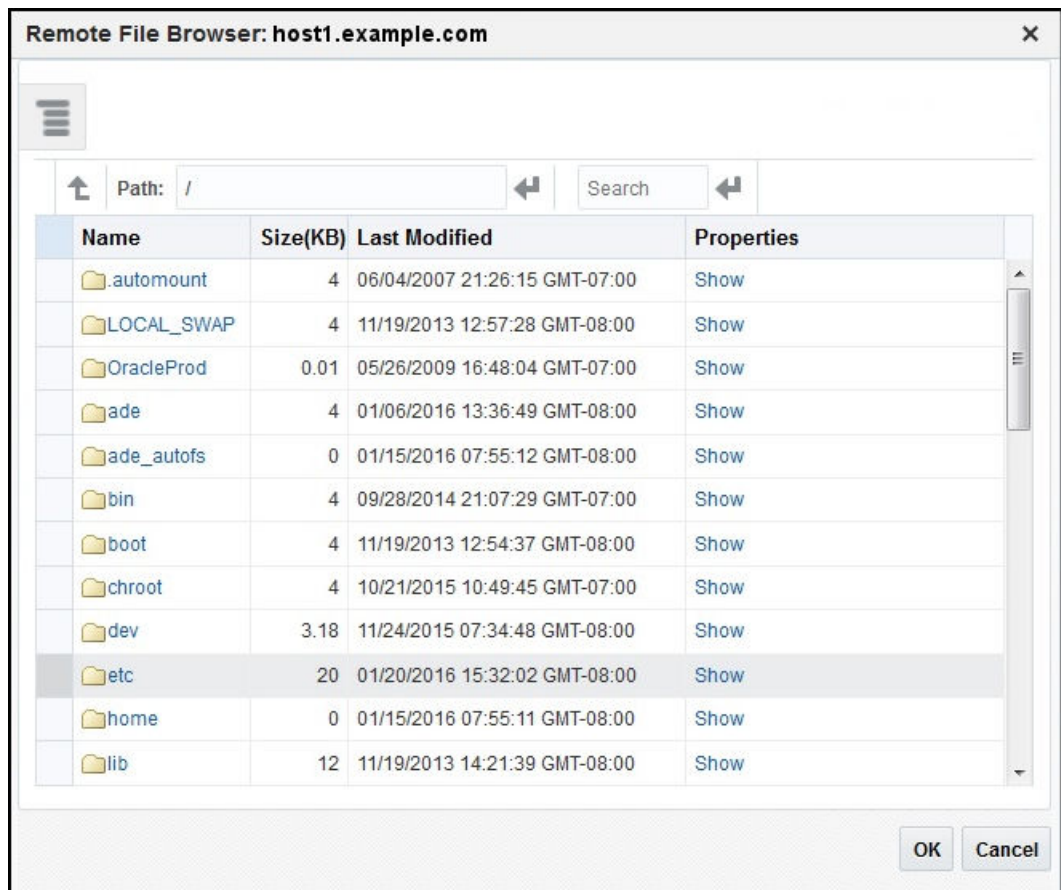 Remote File Browser: host1.example.com
Path: / Search
Name Size(KB) Last Modified Properties
.automount 4 06/04/2007 21:26:15 GMT-07:00 Show
LOCAL_SWAP 4 11/19/2013 12:57:28 GMT-08:00 Show
OracleProd 0.01 05/26/2009 16:48:04 GMT-07:00 Show
ade 4 01/06/2016 13:36:49 GMT-08:00 Show
ade_autofs 0 01/15/2016 07:55:12 GMT-08:00 Show
bin 4 09/28/2014 21:07:29 GMT-07:00 Show
boot 4 11/19/2013 12:54:37 GMT-08:00 Show
chroot 4 10/21/2015 10:49:45 GMT-07:00 Show
dev 3.18 11/24/2015 07:34:48 GMT-08:00 Show
etc 20 01/20/2016 15:32:02 GMT-08:00 Show
home 0 01/15/2016 07:55:11 GMT-08:00 Show
lib 12 11/19/2013 14:21:39 GMT-08:00 Show
OK Cancel